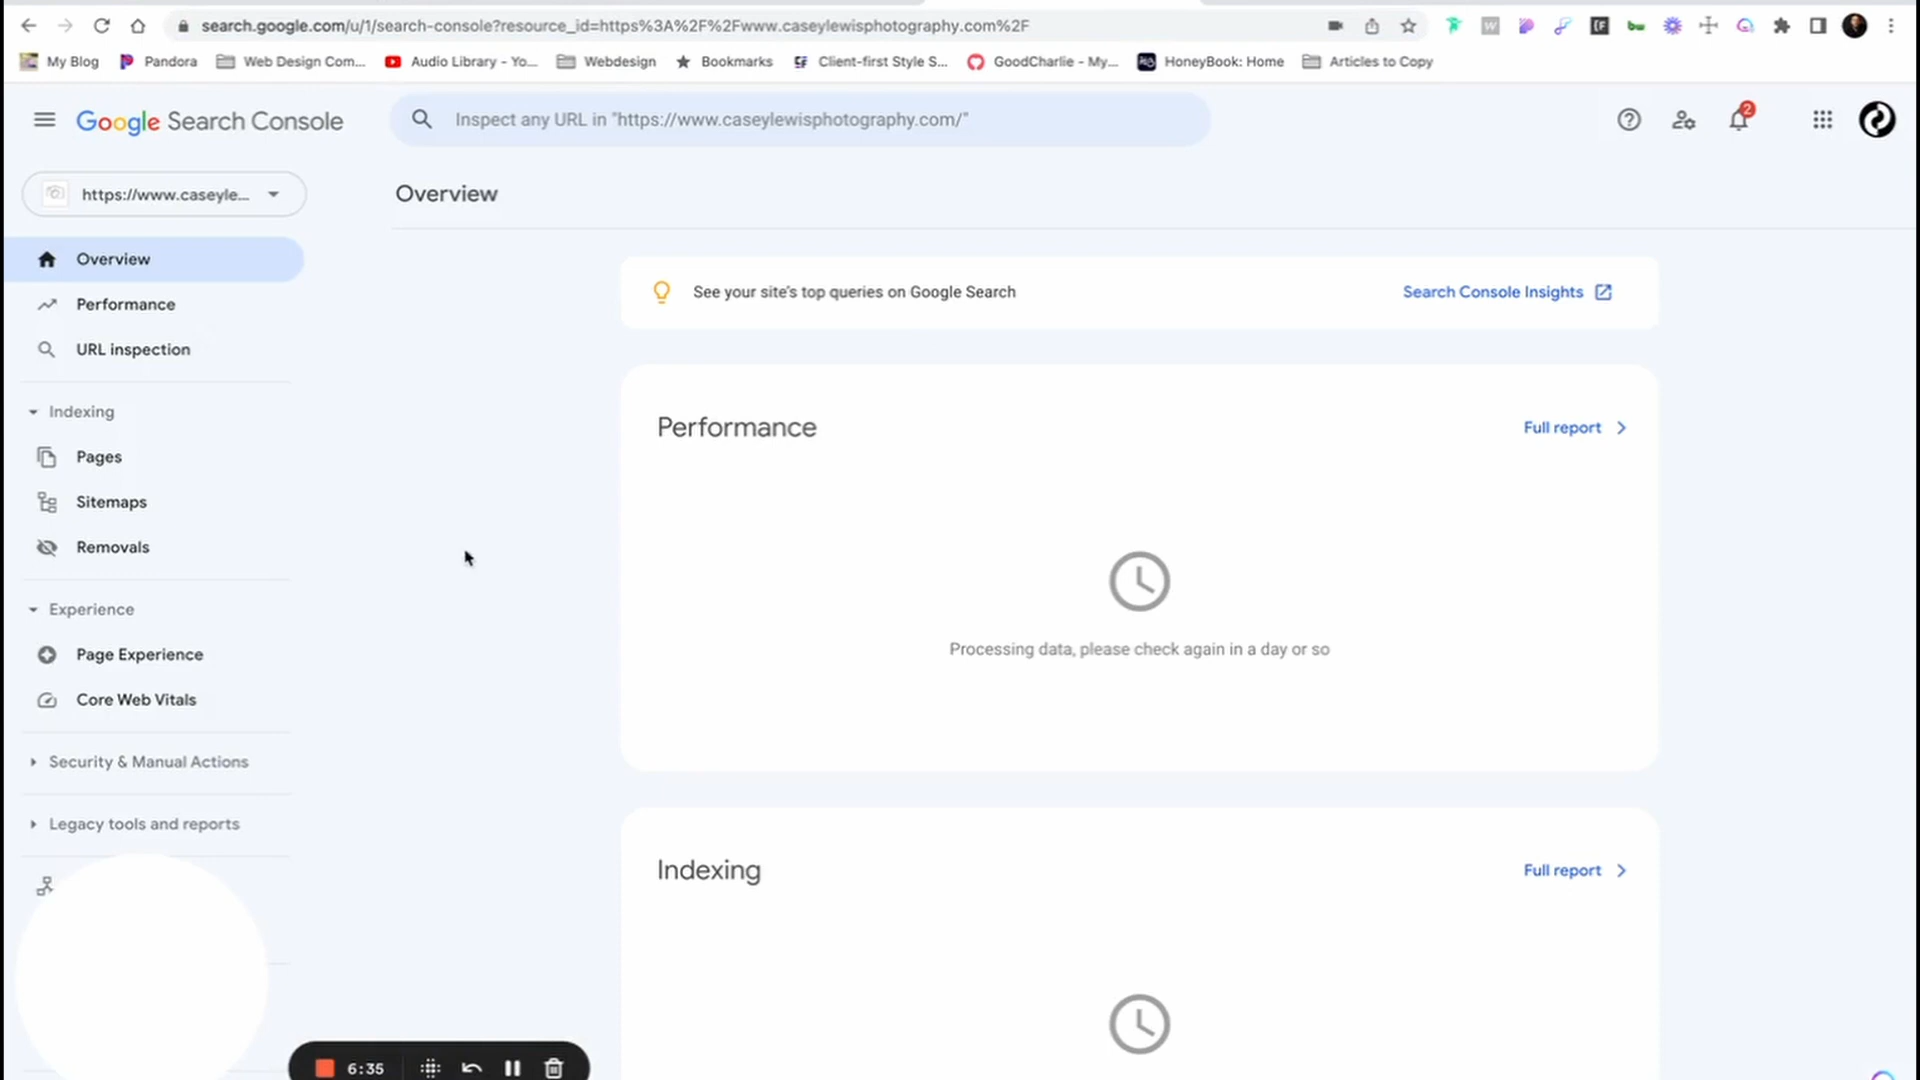 search.google.com/u/1/search-console?resource_id=https%3A%2F%2Fwww.caseylewisphotography.com%2F
My Blog
Pandora
Web Design Com...
Audio Library - Yo...
Webdesign
Bookmarks
Client-first Style S...
GoodCharlie - My...
HoneyBook: Home
Articles to Copy
Google Search Console
Inspect any URL in "https://www.caseylewisphotography.com/"
2
https://www.caseyle...
Overview
Overview
Performance
URL inspection
Indexing
Pages
Sitemaps
Removals
Experience
Page Experience
Core Web Vitals
Security & Manual Actions
Legacy tools and reports
See your site's top queries on Google Search
Search Console Insights
Performance
Full report
Processing data, please check again in a day or so
Indexing
Full report
6:35